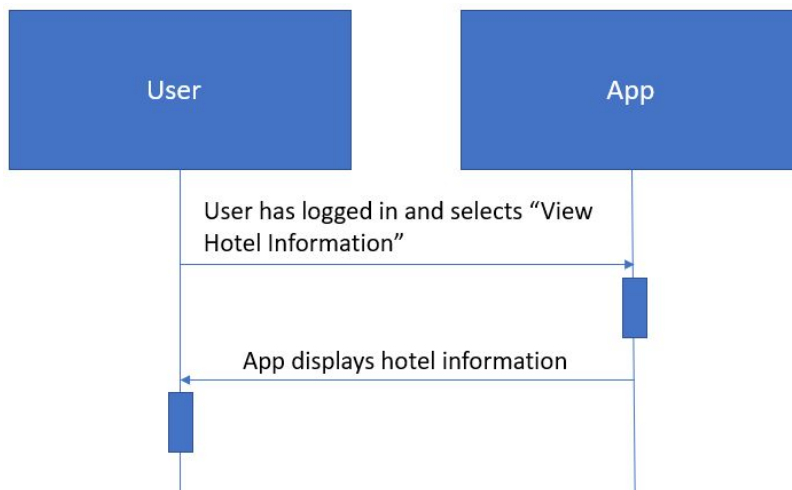 User
App
User has logged in and selects “View
Hotel Information”
App displays hotel information